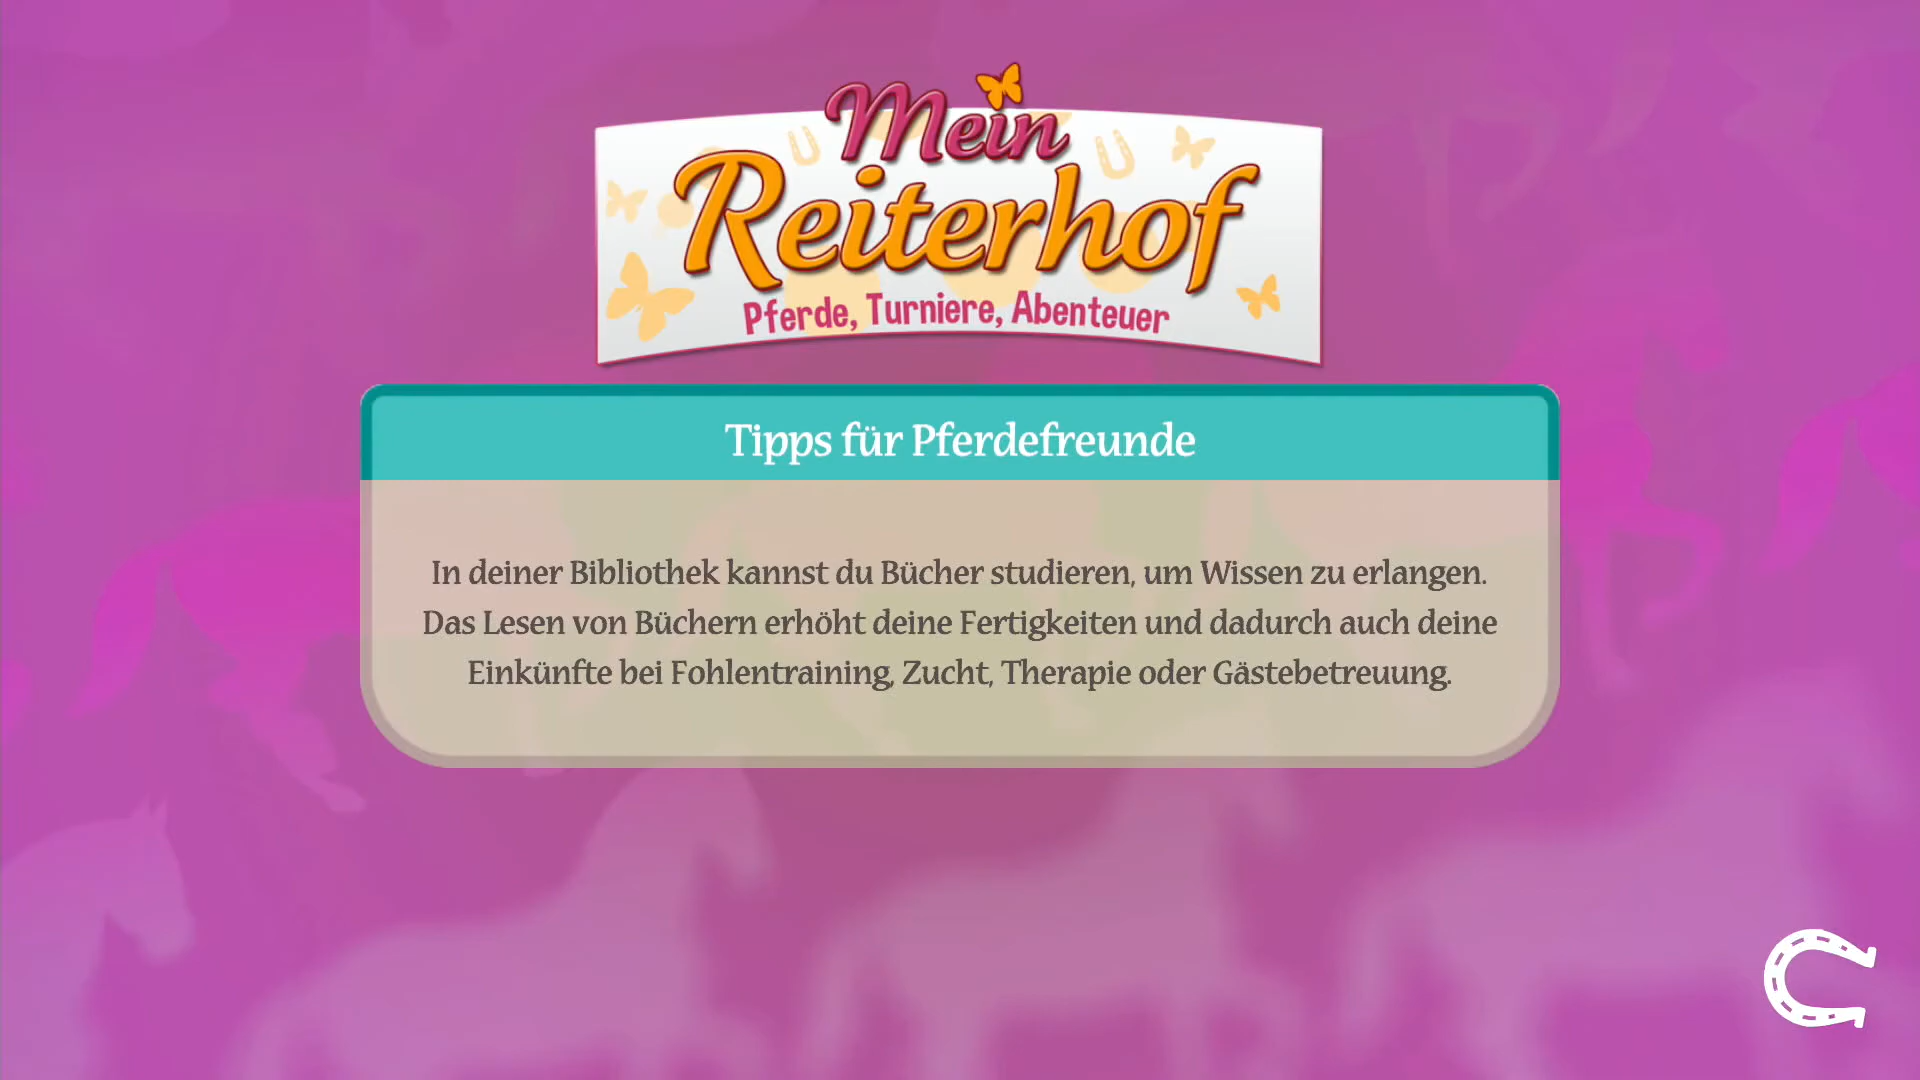 Mein
Reiterhof
Pferde, Turniere, Abenteuer
Tipps für Pferdefreunde
In deiner Bibliothek kannst du Bücher studieren, um Wissen zu erlangen.
Das Lesen von Büchern erhöht deine Fertigkeiten und dadurch auch deine
Einkünfte bei Fohlentraining, Zucht, Therapie oder Gästebetreuung.